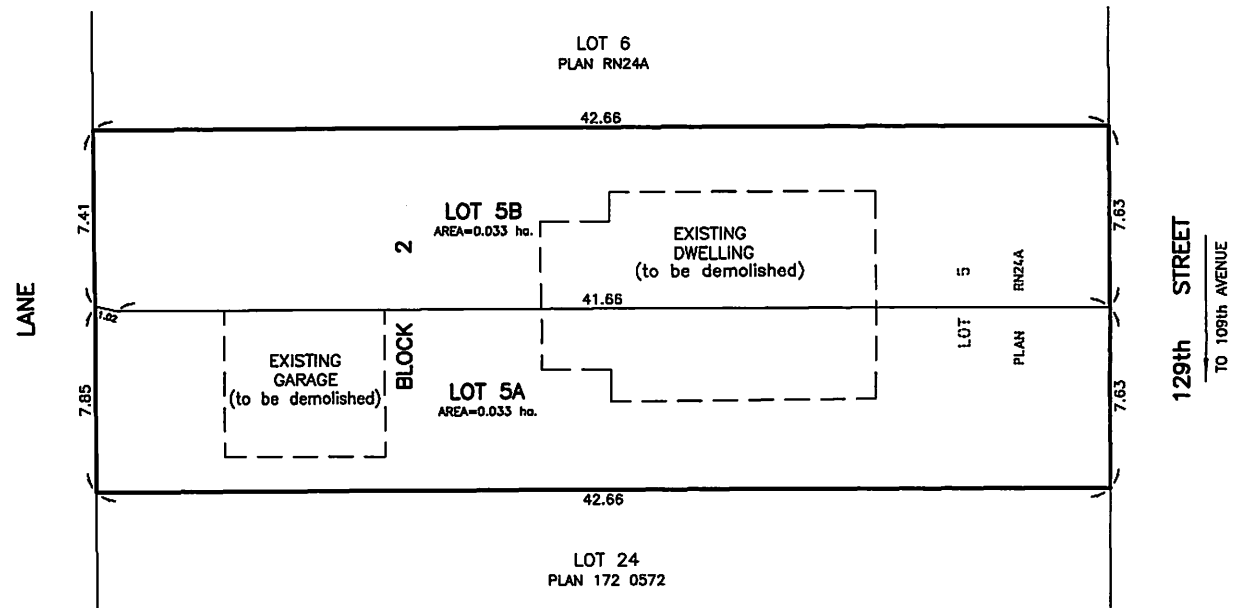 LOT 6
PLAN RN24A
42.66
LANE
7.41
LOT 5B
AREA=0.033 ha.
BLOCK 2
EXISTING
DWELLING
(to be demolished)
LOT 5
PLAN RN24A
7.63
129th STREET
TO 109th AVENUE
41.66
1.02
7.85
EXISTING
GARAGE
(to be demolished)
LOT 5A
AREA=0.033 ha.
7.63
42.66
LOT 24
PLAN 172 0572